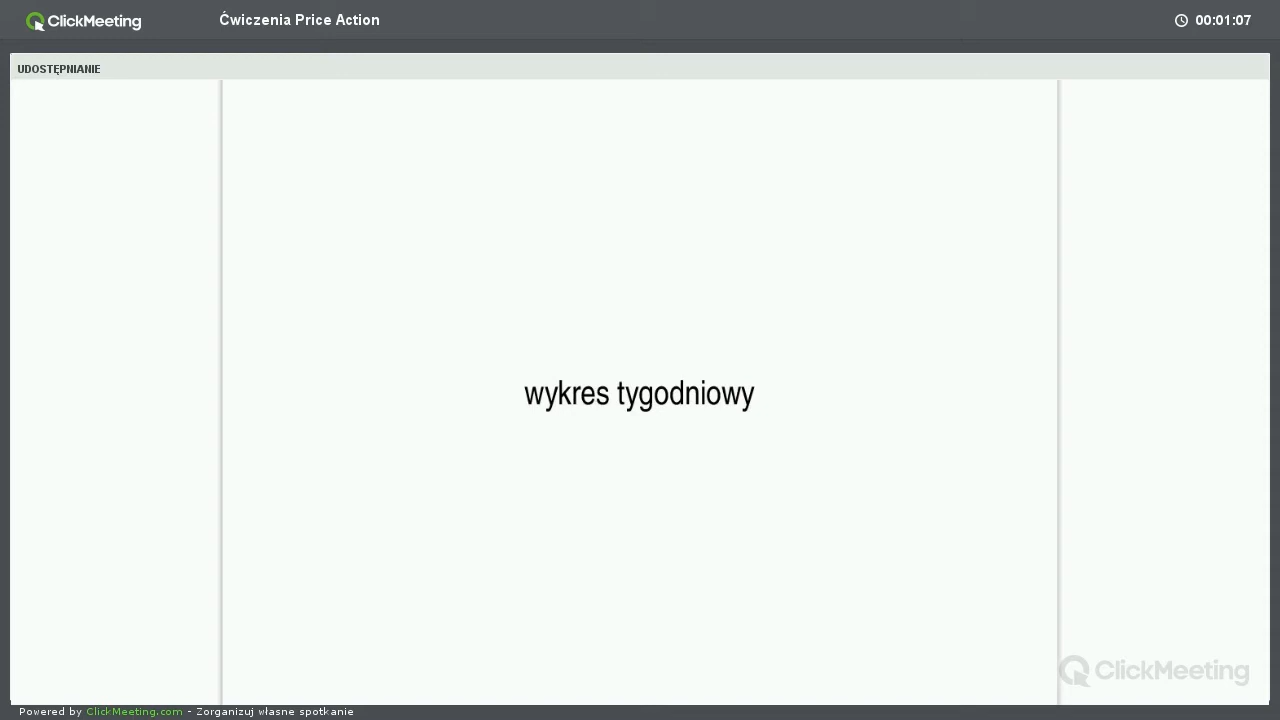 ClickMeeting
Ćwiczenia Price Action
00:01:07
UDOSTĘPNIANIE
wykres tygodniowy
ClickMeeting
Powered by ClickMeeting.com - Zorganizuj własne spotkanie